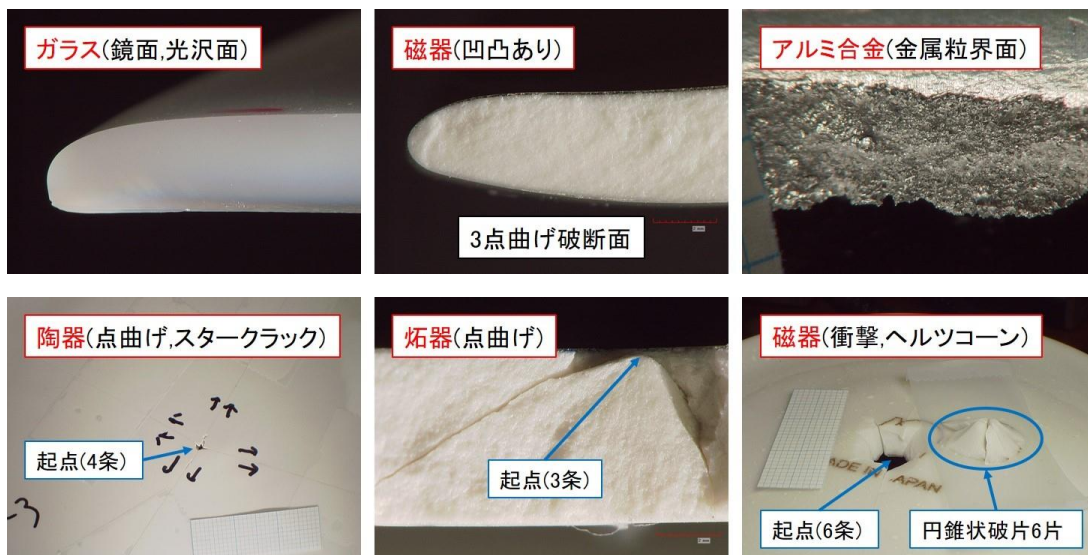 ガラス(鏡面,光沢面)
磁器(凹凸あり)
3点曲げ破断面
アルミ合金(金属粒界面)
陶器(点曲げ,スタークラック)
起点(4条)
-3
炻器(点曲げ)
起点(3条)
磁器(衝撃,ヘルツコーン)
MADE IN JAPAN
起点(6条)
円錐状破片6片